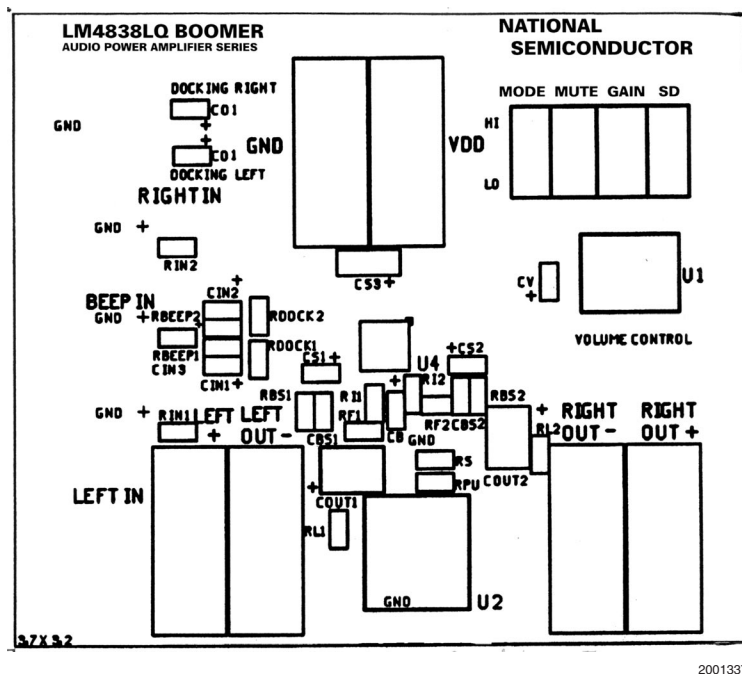 LM4838LQ BOOMER
AUDIO POWER AMPLIFIER SERIES
NATIONAL
SEMICONDUCTOR
MODE MUTE GAIN SD
HI
LO
DOCKING RIGHT
CO1
+
+
CO1
DOCKING LEFT
GND
GND
VDD
RIGHT IN
GND +
RIN2
CS3 +
CV
+
U1
VOLUME CONTROL
BEEP IN
GND +
RBEEP2
+
CIN2
+
RDOCK2
RBEEP1
CIN3
CIN1 +
RDOCK1
CS1 +
U4
+ CS2
RBS1
RI1
+
RI2
RBS2
GND +
RIN1
LEFT
+
LEFT
OUT -
CBS1
RF1
CB
RF2
CBS2
GND
+
RL2
RIGHT
OUT -
RIGHT
OUT +
RS
RPU
COUT2
LEFT IN
+
COUT1
RL1
GND
U2
3.7 X 3.2
200133